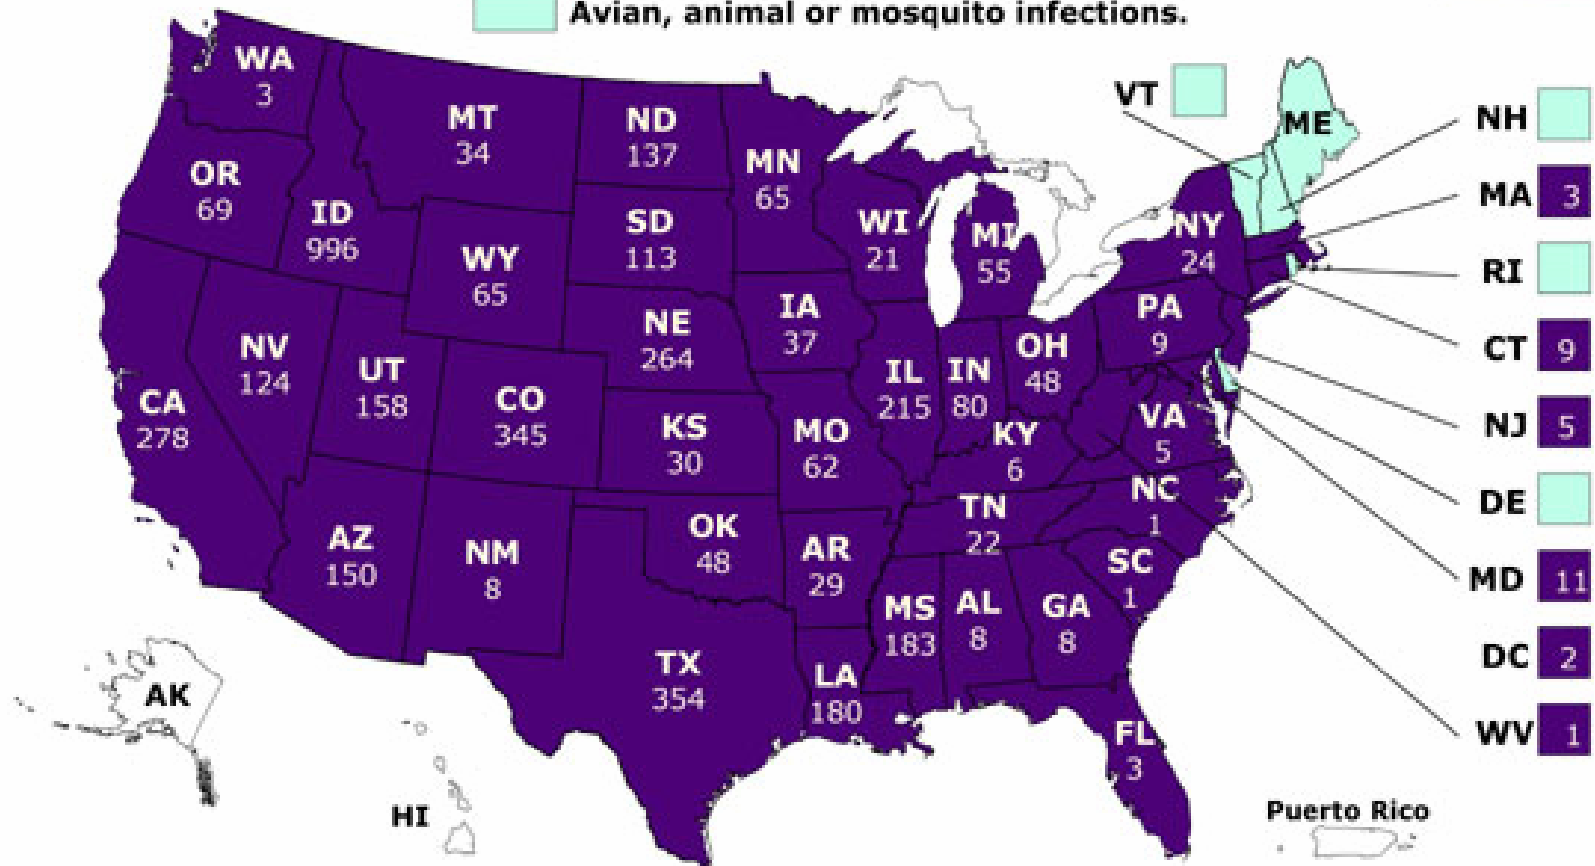 Avian, animal or mosquito infections.
WA
3
MT
34
ND
137
MN
65
VT
ME
NH
OR
69
ID
996
SD
113
WI
21
MI
55
NY
24
MA 3
WY
65
RI
NE
264
IA
37
PA
9
NV
124
UT
158
CO
345
IL
215
IN
80
OH
48
CT 9
CA
278
KS
30
MO
62
KY
6
VA
5
NJ 5
AZ
150
NM
8
OK
48
AR
29
TN
22
NC
1
DE
SC
1
MS
183
AL
8
GA
8
MD 11
TX
354
LA
180
DC 2
AK
FL
3
WV 1
HI
Puerto Rico